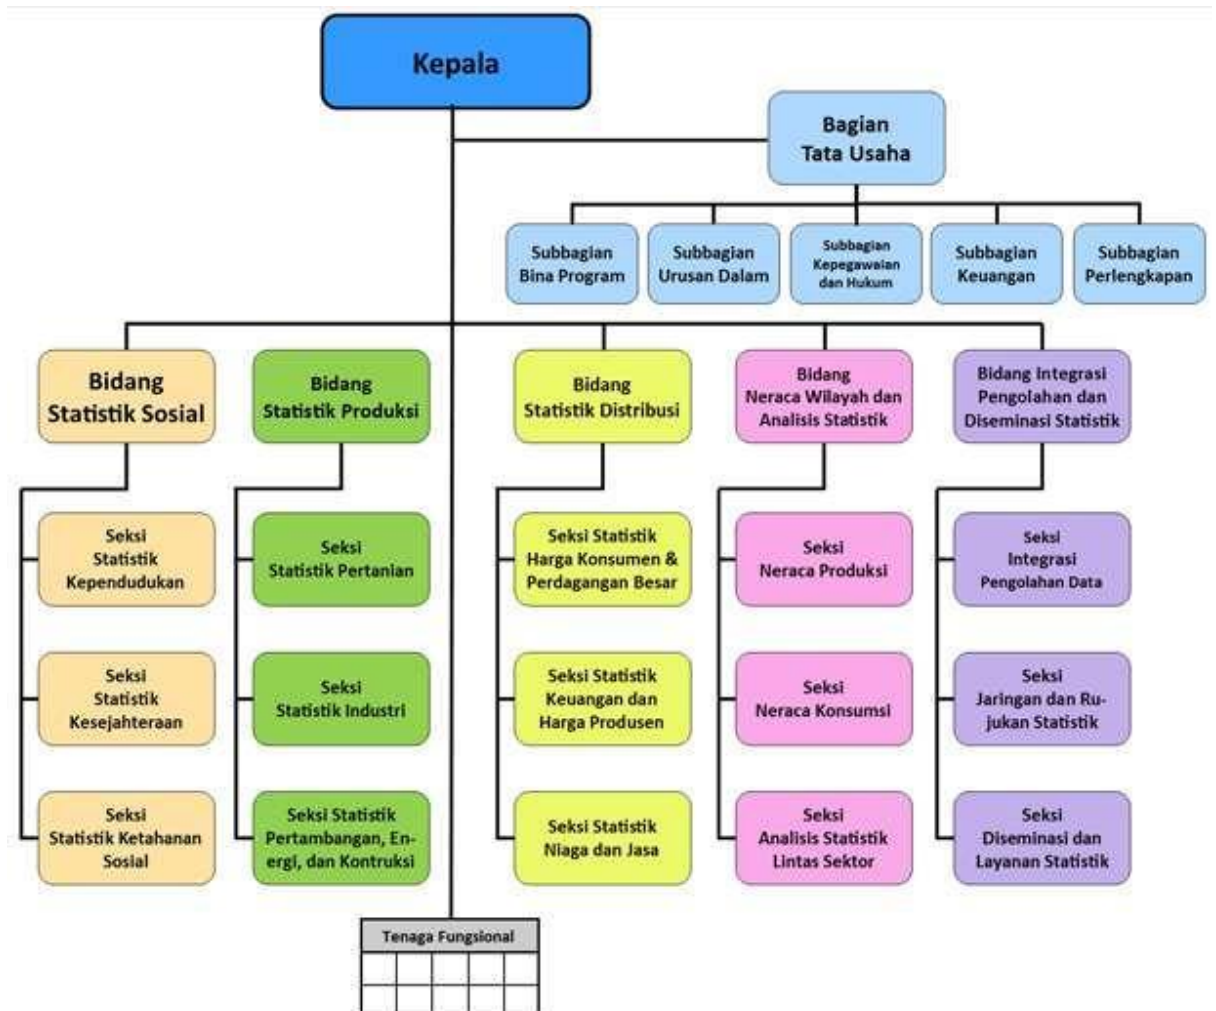 Kepala
Bagian
Tata Usaha
Subbagian
Bina Program
Subbagian
Urusan Dalam
Subbagian
Kepegawaian
dan Hukum
Subbagian
Keuangan
Subbagian
Perlengkapan
Bidang
Statistik Sosial
Bidang
Statistik Produksi
Bidang
Statistik Distribusi
Bidang
Neraca Wilayah dan
Analisis Statistik
Bidang Integrasi
Pengolahan dan
Diseminasi Statistik
Seksi
Statistik
Kependudukan
Seksi
Statistik Pertanian
Seksi Statistik
Harga Konsumen &
Perdagangan Besar
Seksi
Neraca Produksi
Seksi
Integrasi
Pengolahan Data
Seksi
Statistik
Kesejahteraan
Seksi
Statistik Industri
Seksi Statistik
Keuangan dan
Harga Produsen
Seksi
Neraca Konsumsi
Seksi
Jaringan dan Ru-
jukan Statistik
Seksi
Statistik Ketahanan
Sosial
Seksi Statistik
Pertambangan, En-
ergi, dan Kontruksi
Seksi Statistik
Niaga dan Jasa
Seksi
Analisis Statistik
Lintas Sektor
Seksi
Diseminasi dan
Layanan Statistik
Tenaga Fungsional